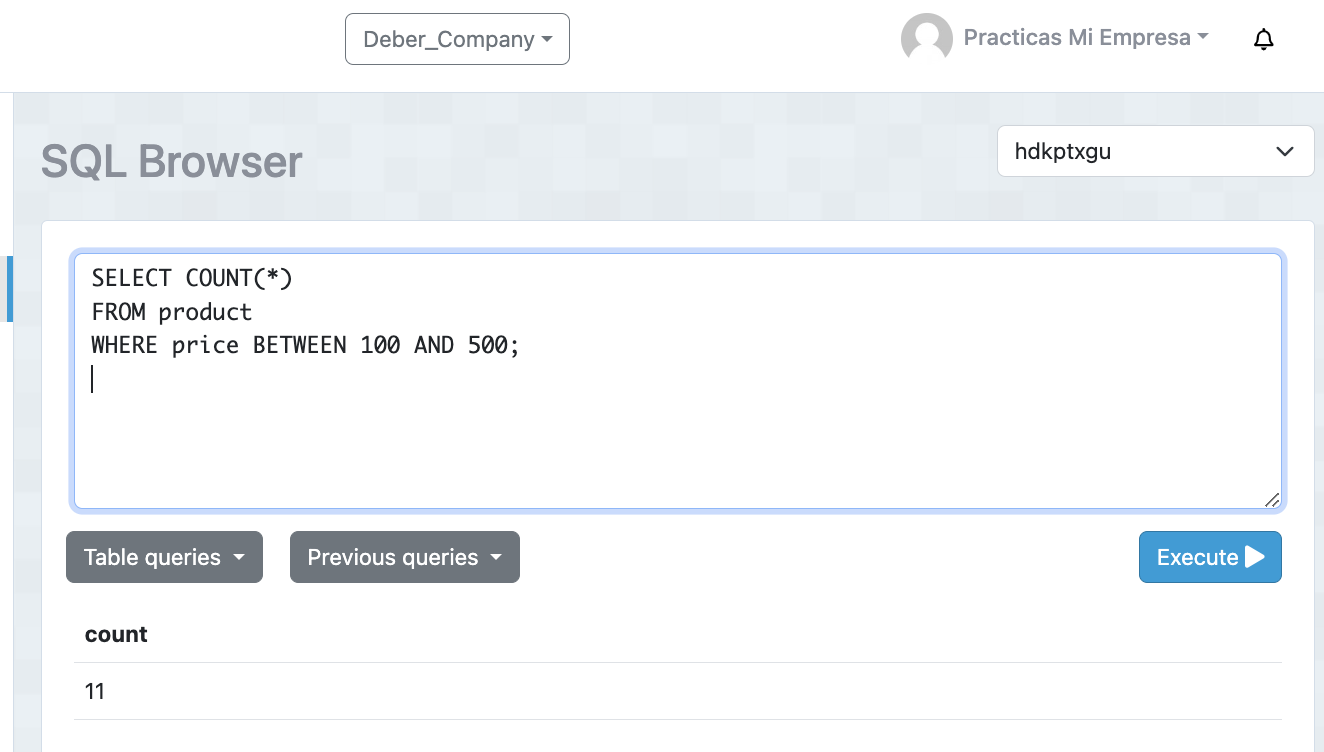 Deber_Company
Practicas Mi Empresa
SQL Browser
hdkptxgu
SELECT COUNT(*)
FROM product
WHERE price BETWEEN 100 AND 500;
Table queries
Previous queries
Execute
count
11